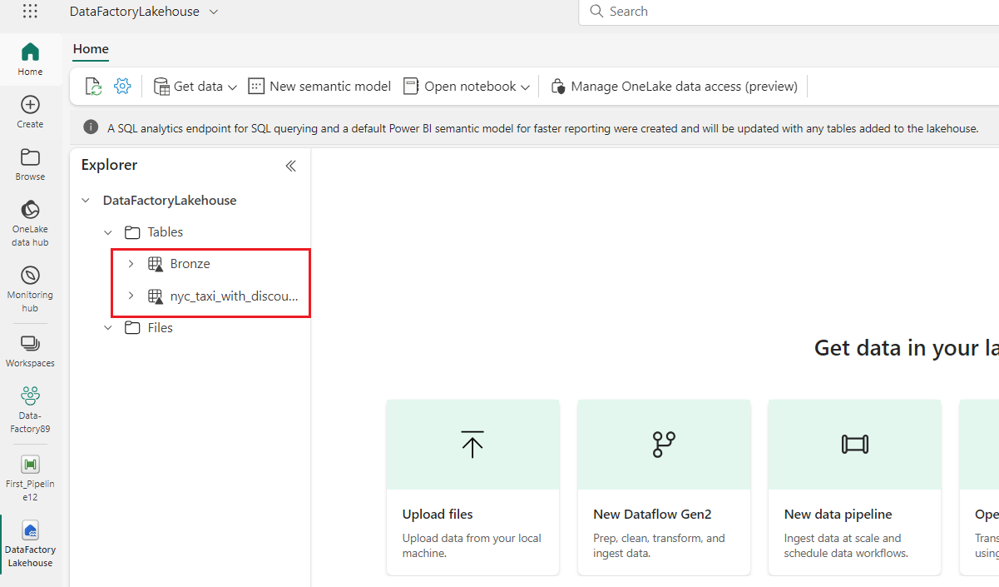 DataFactoryLakehouse
Search
Home
Home
Create
Browse
OneLake
data hub
Monitoring
hub
Workspaces
Data-
Factory89
First_Pipelin
e12
DataFactory
Lakehouse
Get data
New semantic model
Open notebook
Manage OneLake data access (preview)
A SQL analytics endpoint for SQL querying and a default Power BI semantic model for faster reporting were created and will be updated with any tables added to the lakehouse.
Explorer
DataFactoryLakehouse
Tables
Bronze
nyc_taxi_with_discou...
Files
Get data in your la
Upload files
Upload data from your local
machine.
New Dataflow Gen2
Prep, clean, transform, and
ingest data.
New data pipeline
Ingest data at scale and
schedule data workflows.
Ope
Trans
using